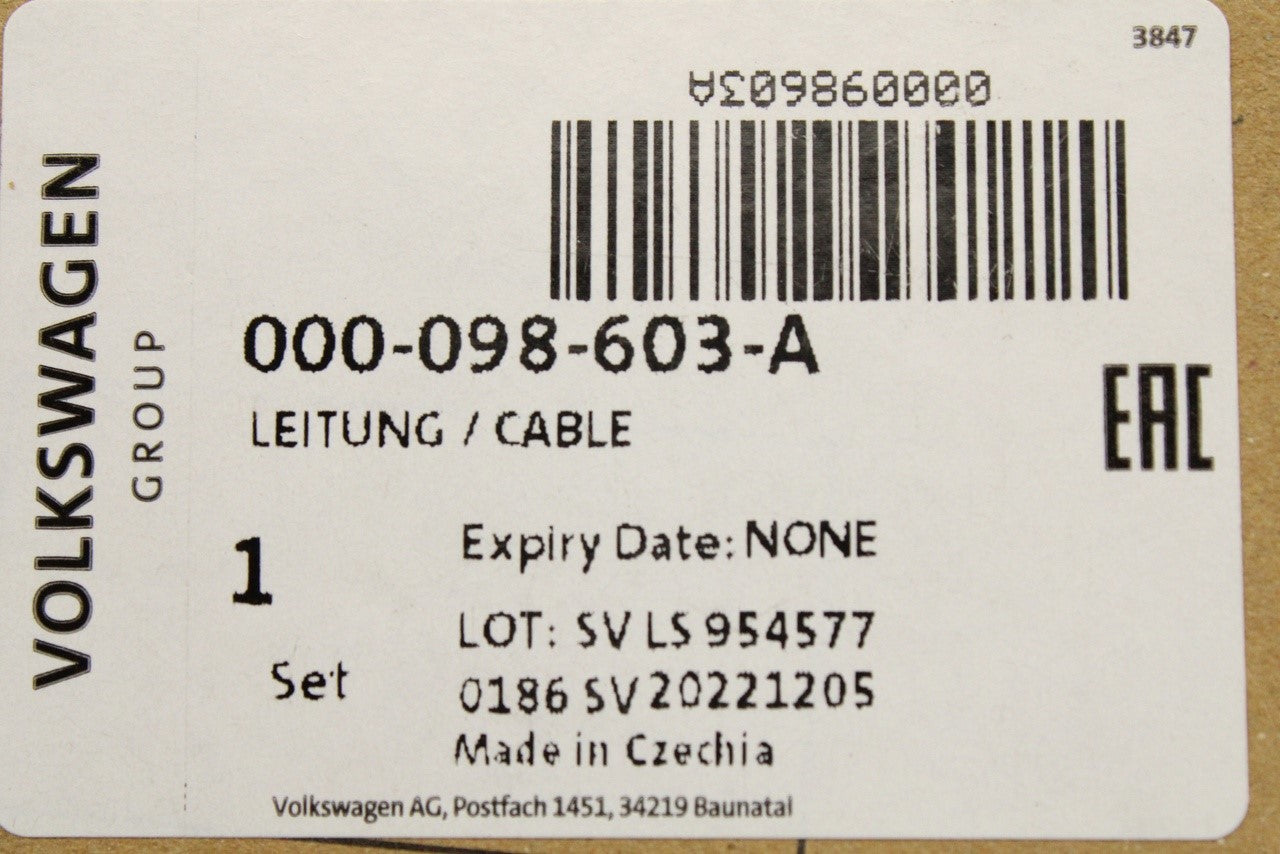 3847
000098603A
000-098-603-A
LEITUNG / CABLE
EAC
VOLKSWAGEN
GROUP
1
Set
Expiry Date: NONE
LOT: SV LS 954577
0186 SV 20221205
Made in Czechia
Volkswagen AG, Postfach 1451, 34219 Baunatal